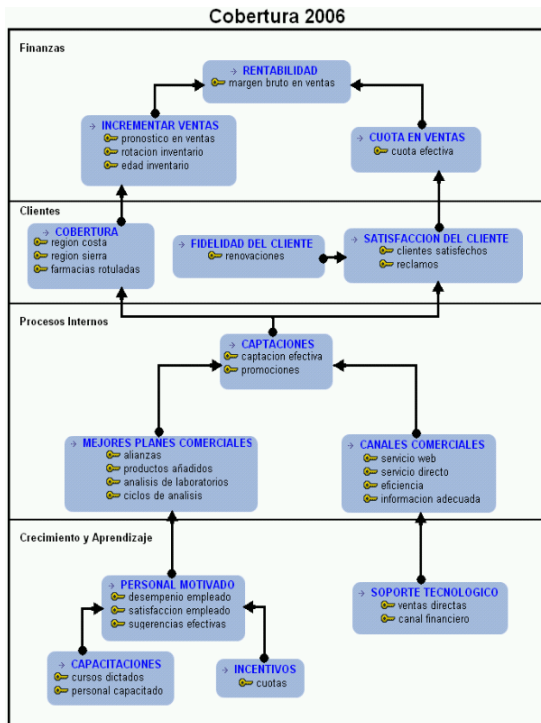 Cobertura 2006
Finanzas
RENTABILIDAD
margen bruto en ventas
INCREMENTAR VENTAS
pronostico en ventas
rotacion inventario
edad inventario
CUOTA EN VENTAS
cuota efectiva
Clientes
COBERTURA
region costa
region sierra
farmacias rotuladas
FIDELIDAD DEL CLIENTE
renovaciones
SATISFACCION DEL CLIENTE
clientes satisfechos
reclamos
Procesos Internos
CAPTACIONES
captacion efectiva
promociones
MEJORES PLANES COMERCIALES
alianzas
productos añadidos
analisis de laboratorios
ciclos de analisis
CANALES COMERCIALES
servicio web
servicio directo
eficiencia
informacion adecuada
Crecimiento y Aprendizaje
PERSONAL MOTIVADO
desempenio empleado
satisfaccion empleado
sugerencias efectivas
SOPORTE TECNOLOGICO
ventas directas
canal financiero
CAPACITACIONES
cursos dictados
personal capacitado
INCENTIVOS
cuotas